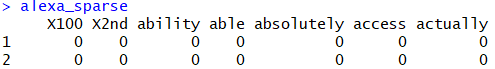 > alexa_sparse
X100 X2nd ability able absolutely access actually
1 0 0 0 0 0 0 0
2 0 0 0 0 0 0 0